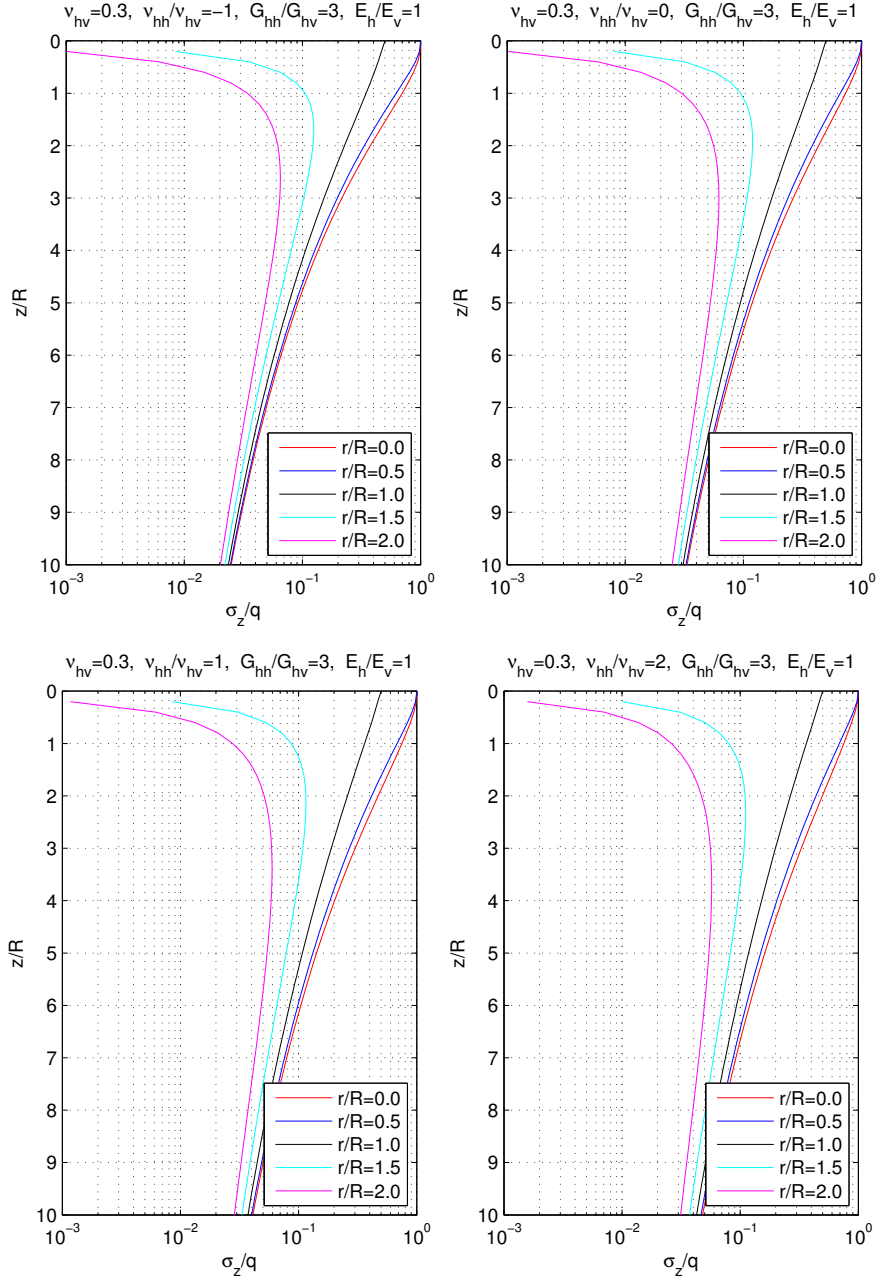 ν_hv=0.3, ν_hh/ν_hv=−1, G_hh/G_hv=3, E_h/E_v=1
0
1
2
3
4
5
6
7
8
9
10
z/R
10^−3
10^−2
10^−1
10^0
σ_z/q
r/R=0.0
r/R=0.5
r/R=1.0
r/R=1.5
r/R=2.0
ν_hv=0.3, ν_hh/ν_hv=0, G_hh/G_hv=3, E_h/E_v=1
0
1
2
3
4
5
6
7
8
9
10
z/R
10^−3
10^−2
10^−1
10^0
σ_z/q
r/R=0.0
r/R=0.5
r/R=1.0
r/R=1.5
r/R=2.0
ν_hv=0.3, ν_hh/ν_hv=1, G_hh/G_hv=3, E_h/E_v=1
0
1
2
3
4
5
6
7
8
9
10
z/R
10^−3
10^−2
10^−1
10^0
σ_z/q
r/R=0.0
r/R=0.5
r/R=1.0
r/R=1.5
r/R=2.0
ν_hv=0.3, ν_hh/ν_hv=2, G_hh/G_hv=3, E_h/E_v=1
0
1
2
3
4
5
6
7
8
9
10
z/R
10^−3
10^−2
10^−1
10^0
σ_z/q
r/R=0.0
r/R=0.5
r/R=1.0
r/R=1.5
r/R=2.0